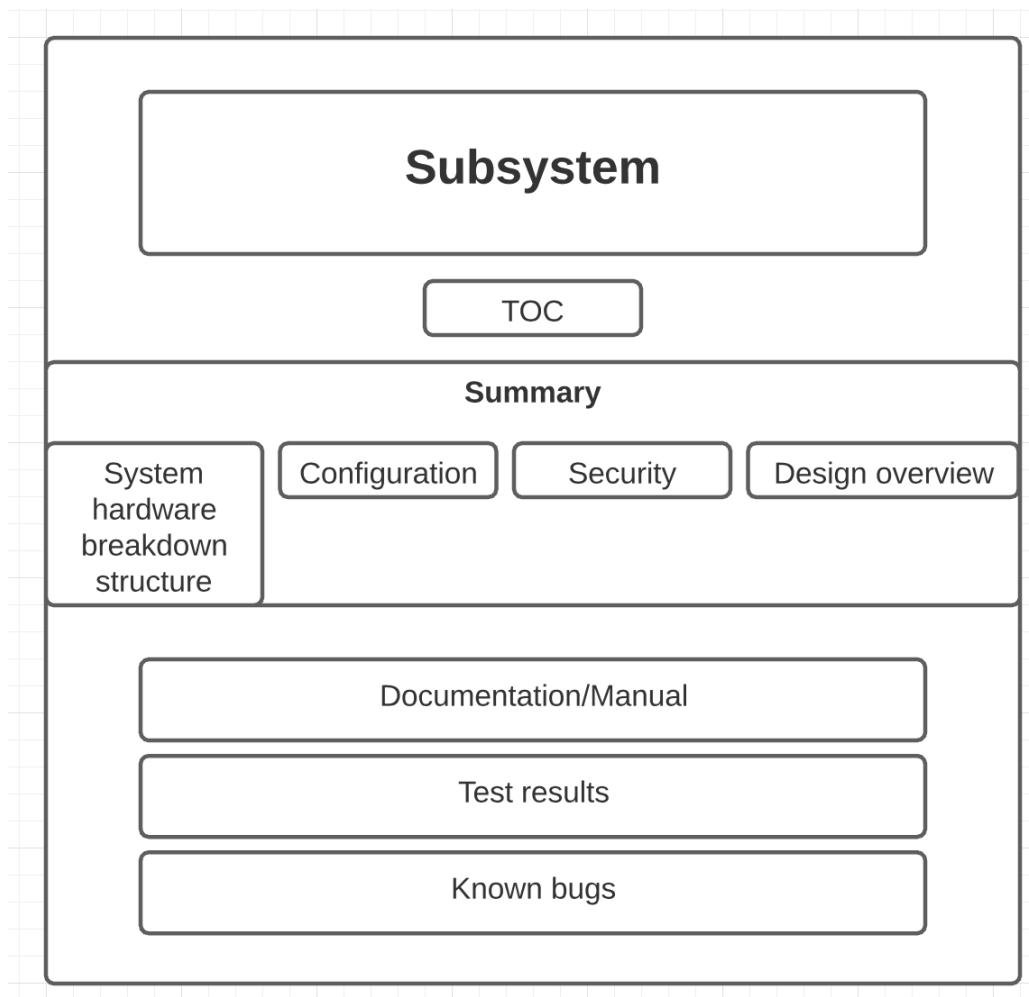 Subsystem
TOC
Summary
System
hardware
breakdown
structure
Configuration
Security
Design overview
Documentation/Manual
Test results
Known bugs